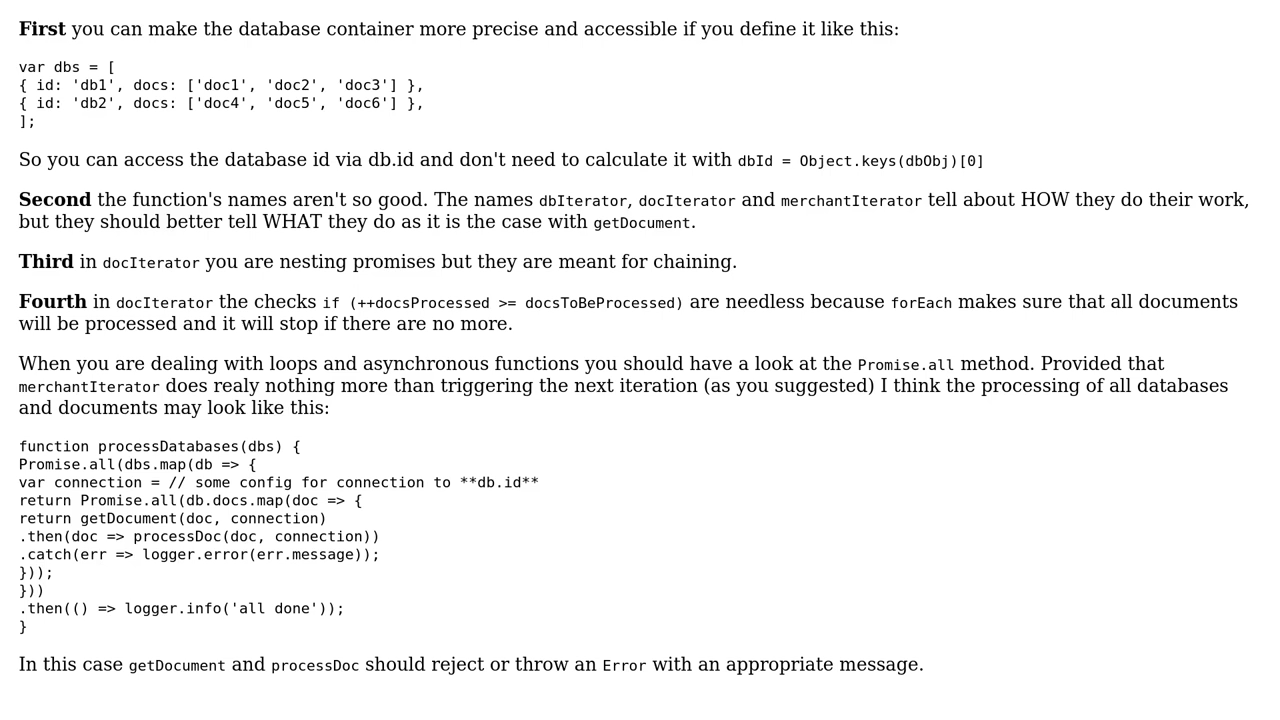 First you can make the database container more precise and accessible if you define it like this:
var dbs = [
{ id: 'db1', docs: ['doc1', 'doc2', 'doc3'] },
{ id: 'db2', docs: ['doc4', 'doc5', 'doc6'] },
];
So you can access the database id via db.id and don't need to calculate it with dbId = Object.keys(dbObj)[0]
Second the function's names aren't so good. The names dbIterator, docIterator and merchantIterator tell about HOW they do their work,
but they should better tell WHAT they do as it is the case with getDocument.
Third in docIterator you are nesting promises but they are meant for chaining.
Fourth in docIterator the checks if (++docsProcessed >= docsToBeProcessed) are needless because forEach makes sure that all documents
will be processed and it will stop if there are no more.
When you are dealing with loops and asynchronous functions you should have a look at the Promise.all method. Provided that
merchantIterator does realy nothing more than triggering the next iteration (as you suggested) I think the processing of all databases
and documents may look like this:
function processDatabases(dbs) {
Promise.all(dbs.map(db => {
var connection = // some config for connection to **db.id**
return Promise.all(db.docs.map(doc => {
return getDocument(doc, connection)
.then(doc => processDoc(doc, connection))
.catch(err => logger.error(err.message));
}));
}))
.then(() => logger.info('all done'));
}
In this case getDocument and processDoc should reject or throw an Error with an appropriate message.